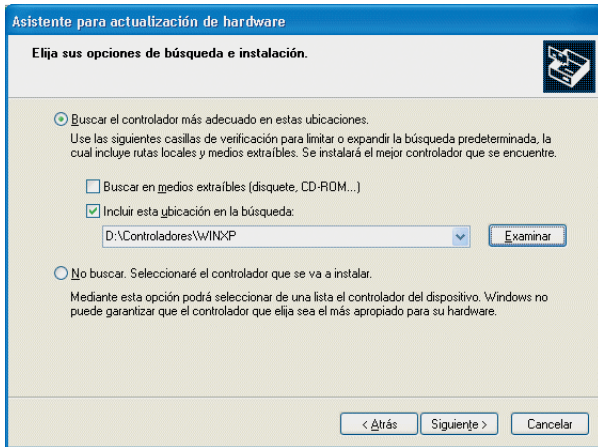 Asistente para actualización de hardware
Elija sus opciones de búsqueda e instalación.
Buscar el controlador más adecuado en estas ubicaciones.
Use las siguientes casillas de verificación para limitar o expandir la búsqueda predeterminada, la
cual incluye rutas locales y medios extraíbles. Se instalará el mejor controlador que se encuentre.
Buscar en medios extraíbles (disquete, CD-ROM...)
Incluir esta ubicación en la búsqueda:
D:\Controladores\WINXP
Examinar
No buscar. Seleccionaré el controlador que se va a instalar.
Mediante esta opción podrá seleccionar de una lista el controlador del dispositivo. Windows no
puede garantizar que el controlador que elija sea el más apropiado para su hardware.
< Atrás
Siguiente >
Cancelar